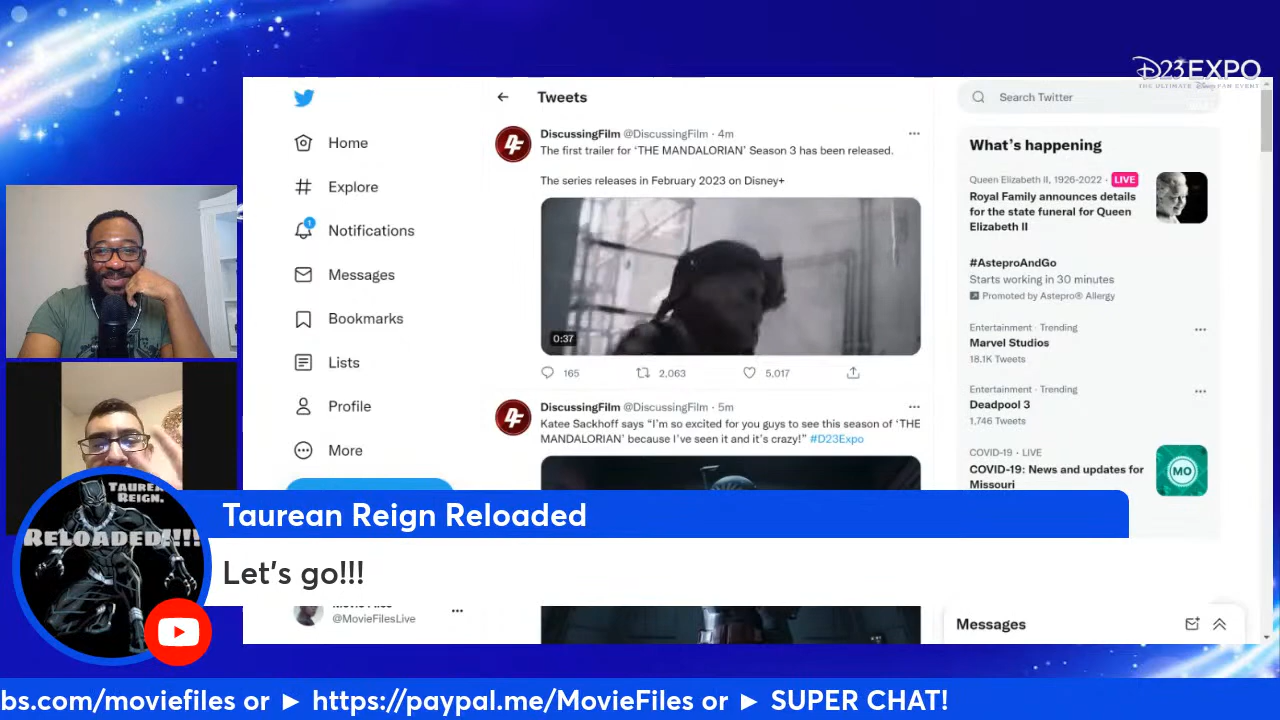 D23 EXPO
THE ULTIMATE Disney FAN EVENT
Home
Explore
1
Notifications
Messages
Bookmarks
Lists
Profile
More
@MovieFilesLive
Tweets
DiscussingFilm @DiscussingFilm · 4m
The first trailer for ‘THE MANDALORIAN’ Season 3 has been released.
The series releases in February 2023 on Disney+
0:37
165 2,063 5,017
DiscussingFilm @DiscussingFilm · 5m
Katee Sackhoff says “I’m so excited for you guys to see this season of ‘THE
MANDALORIAN’ because I’ve seen it and it’s crazy!” #D23Expo
Search Twitter
What’s happening
Queen Elizabeth II, 1926-2022 · LIVE
Royal Family announces details
for the state funeral for Queen
Elizabeth II
#AsteproAndGo
Starts working in 30 minutes
Promoted by Astepro® Allergy
Entertainment · Trending
Marvel Studios
18.1K Tweets
Entertainment · Trending
Deadpool 3
1,746 Tweets
COVID-19 · LIVE
COVID-19: News and updates for
Missouri
MO
Messages
TAUREAN
REIGN.
RELOADED!!!!
Taurean Reign Reloaded
Let's go!!!
bs.com/moviefiles or ► https://paypal.me/MovieFiles or ► SUPER CHAT!